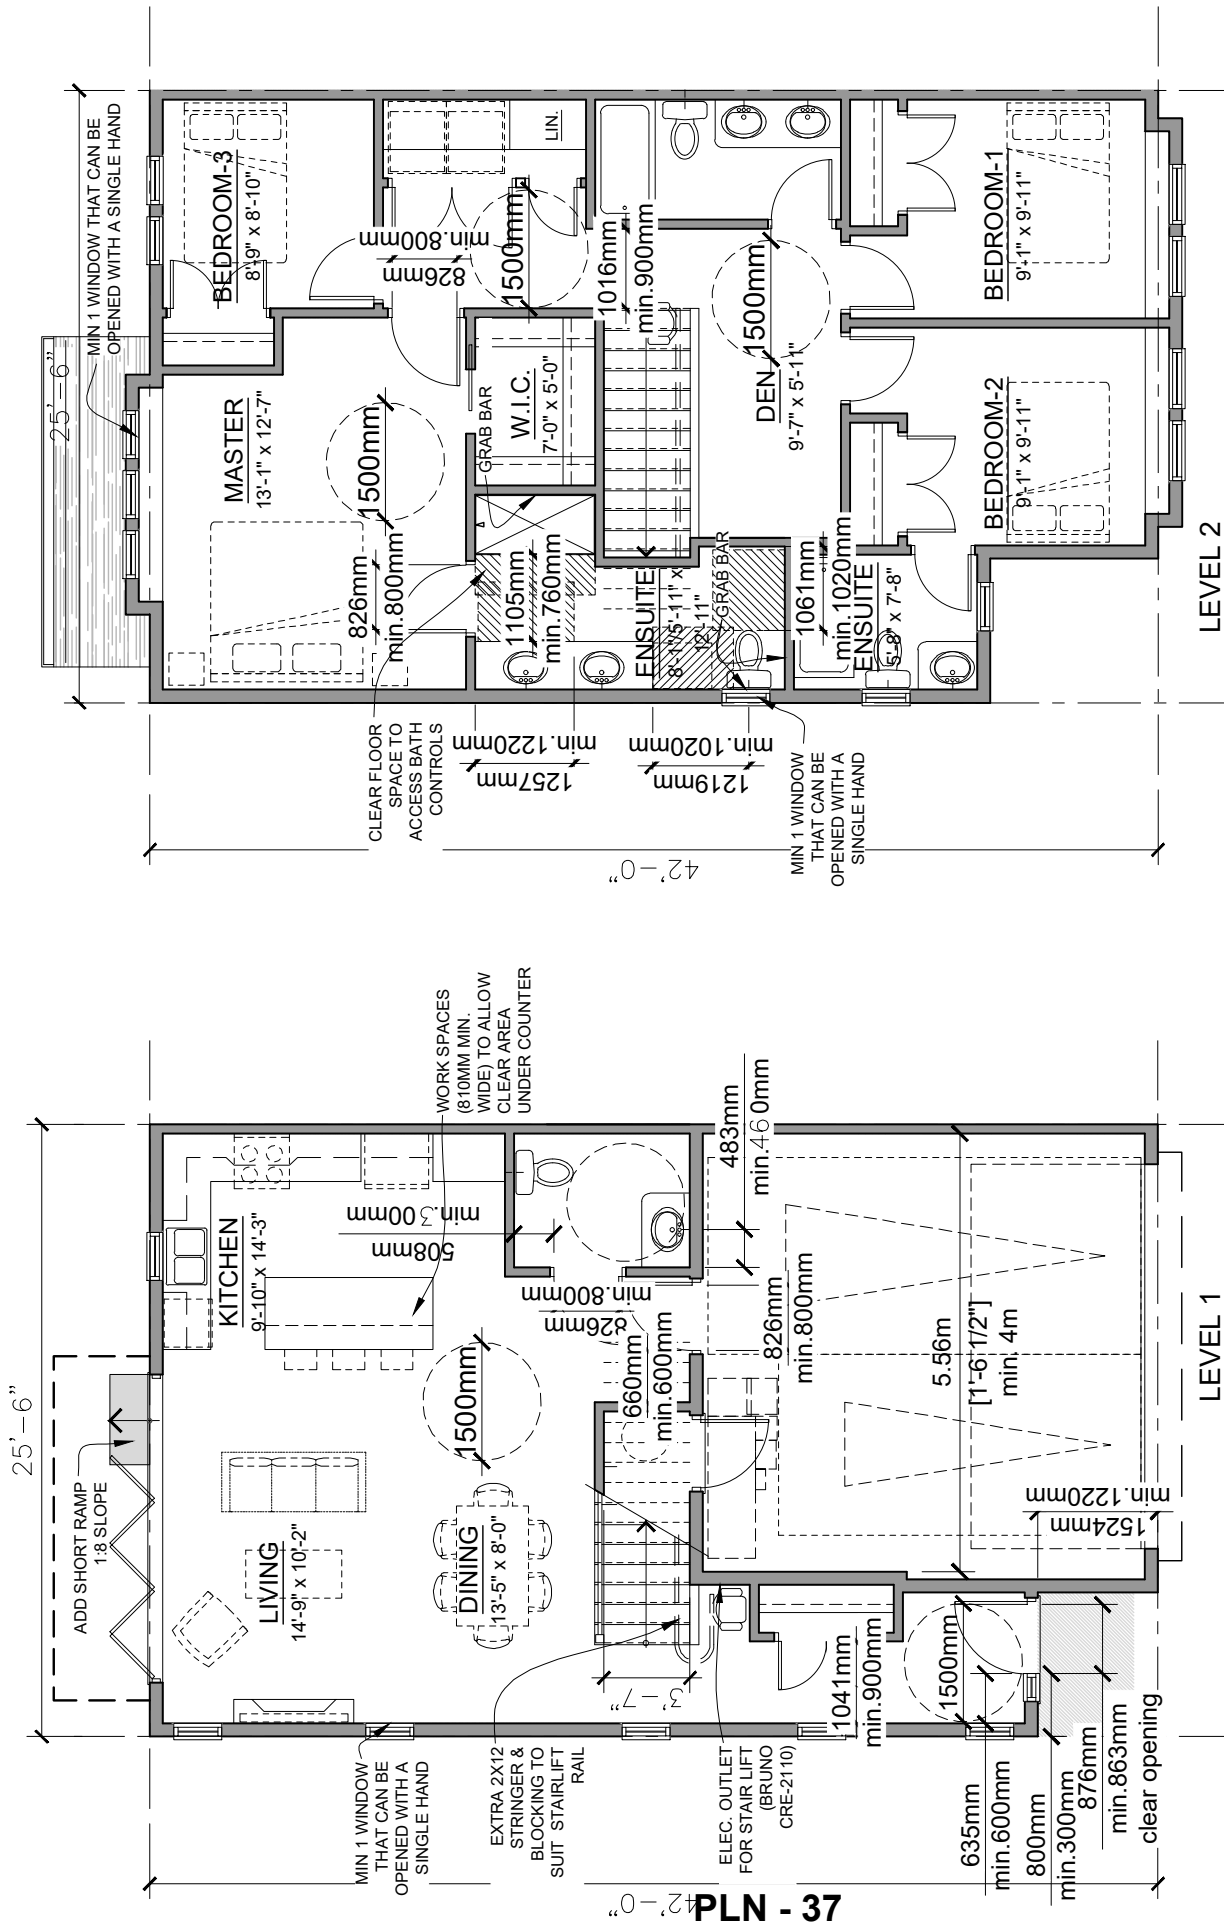 25'-6"
MIN 1 WINDOW THAT CAN BE
OPENED WITH A SINGLE HAND
BEDROOM-3
8'-9" x 8'-10"
MASTER
13'-1" x 12'-7"
1500mm
826mm
min.800mm
LIN.
1500mm
826mm
min.800mm
GRAB BAR
W.I.C.
7'-0" x 5'-0"
1016mm
min.900mm
1105mm
min.760mm
CLEAR FLOOR
SPACE TO
ACCESS BATH
CONTROLS
min.1220mm
1257mm
ENSUITE
8'-1"/5'-11" x
12'-11"
GRAB BAR
min.1020mm
1219mm
DEN
9'-7" x 5'-11"
1500mm
1061mm
min.1020mm
ENSUITE
5'-8" x 7'-8"
MIN 1 WINDOW
THAT CAN BE
OPENED WITH A
SINGLE HAND
BEDROOM-1
9'-1" x 9'-11"
BEDROOM-2
9'-1" x 9'-11"
42'-0"
LEVEL 2
25'-6"
ADD SHORT RAMP
1:8 SLOPE
KITCHEN
9'-10" x 14'-3"
LIVING
14'-9" x 10'-2"
WORK SPACES
(810MM MIN.
WIDE) TO ALLOW
CLEAR AREA
UNDER COUNTER
min.300mm
508mm
DINING
13'-5" x 8'-0"
1500mm
min.800mm
826mm
660mm
min.600mm
MIN 1 WINDOW
THAT CAN BE
OPENED WITH A
SINGLE HAND
EXTRA 2X12
STRINGER &
BLOCKING TO
SUIT STAIRLIFT
RAIL
3'-7"
483mm
min.46 0mm
826mm
min.800mm
5.56m
[1'-6 1/2"]
min. 4m
ELEC. OUTLET
FOR STAIR LIFT
(BRUNO
CRE-2110)
1041mm
min.900mm
1500mm
min.1220mm
1524mm
635mm
min.600mm
800mm
min.300mm
876mm
min.863mm
clear opening
42'-0"
LEVEL 1
PLN - 37